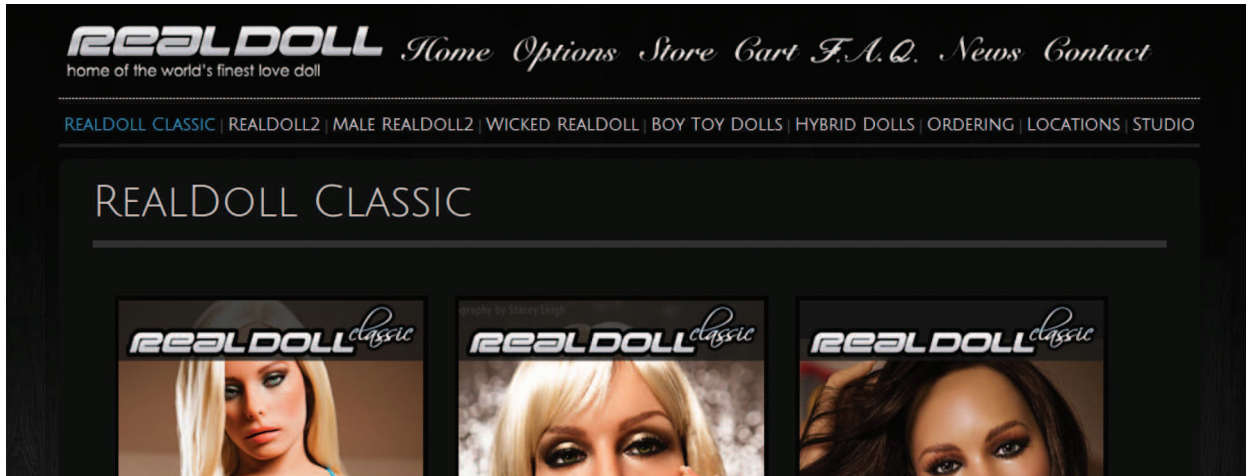 REALDOLL Home Options Store Cart F.A.Q. News Contact
home of the world's finest love doll
REALDOLL CLASSIC | REALDOLL2 | MALE REALDOLL2 | WICKED REALDOLL | BOY TOY DOLLS | HYBRID DOLLS | ORDERING | LOCATIONS | STUDIO
REALDOLL CLASSIC
REALDOLL classic
ography by Stacey Leigh
REALDOLL classic
REALDOLL classic